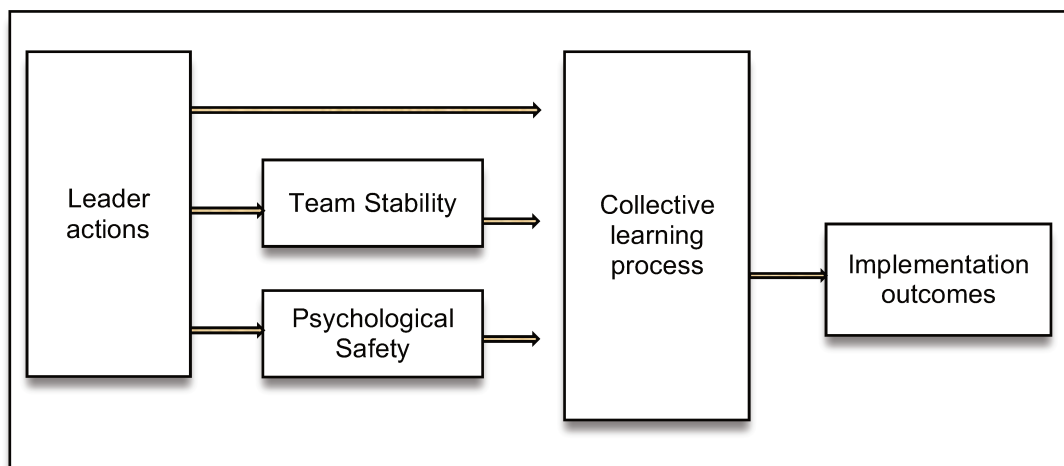 Leader
actions
Team Stability
Psychological
Safety
Collective
learning
process
Implementation
outcomes